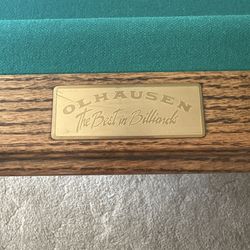 OLHAUSEN
The Best in Billiards